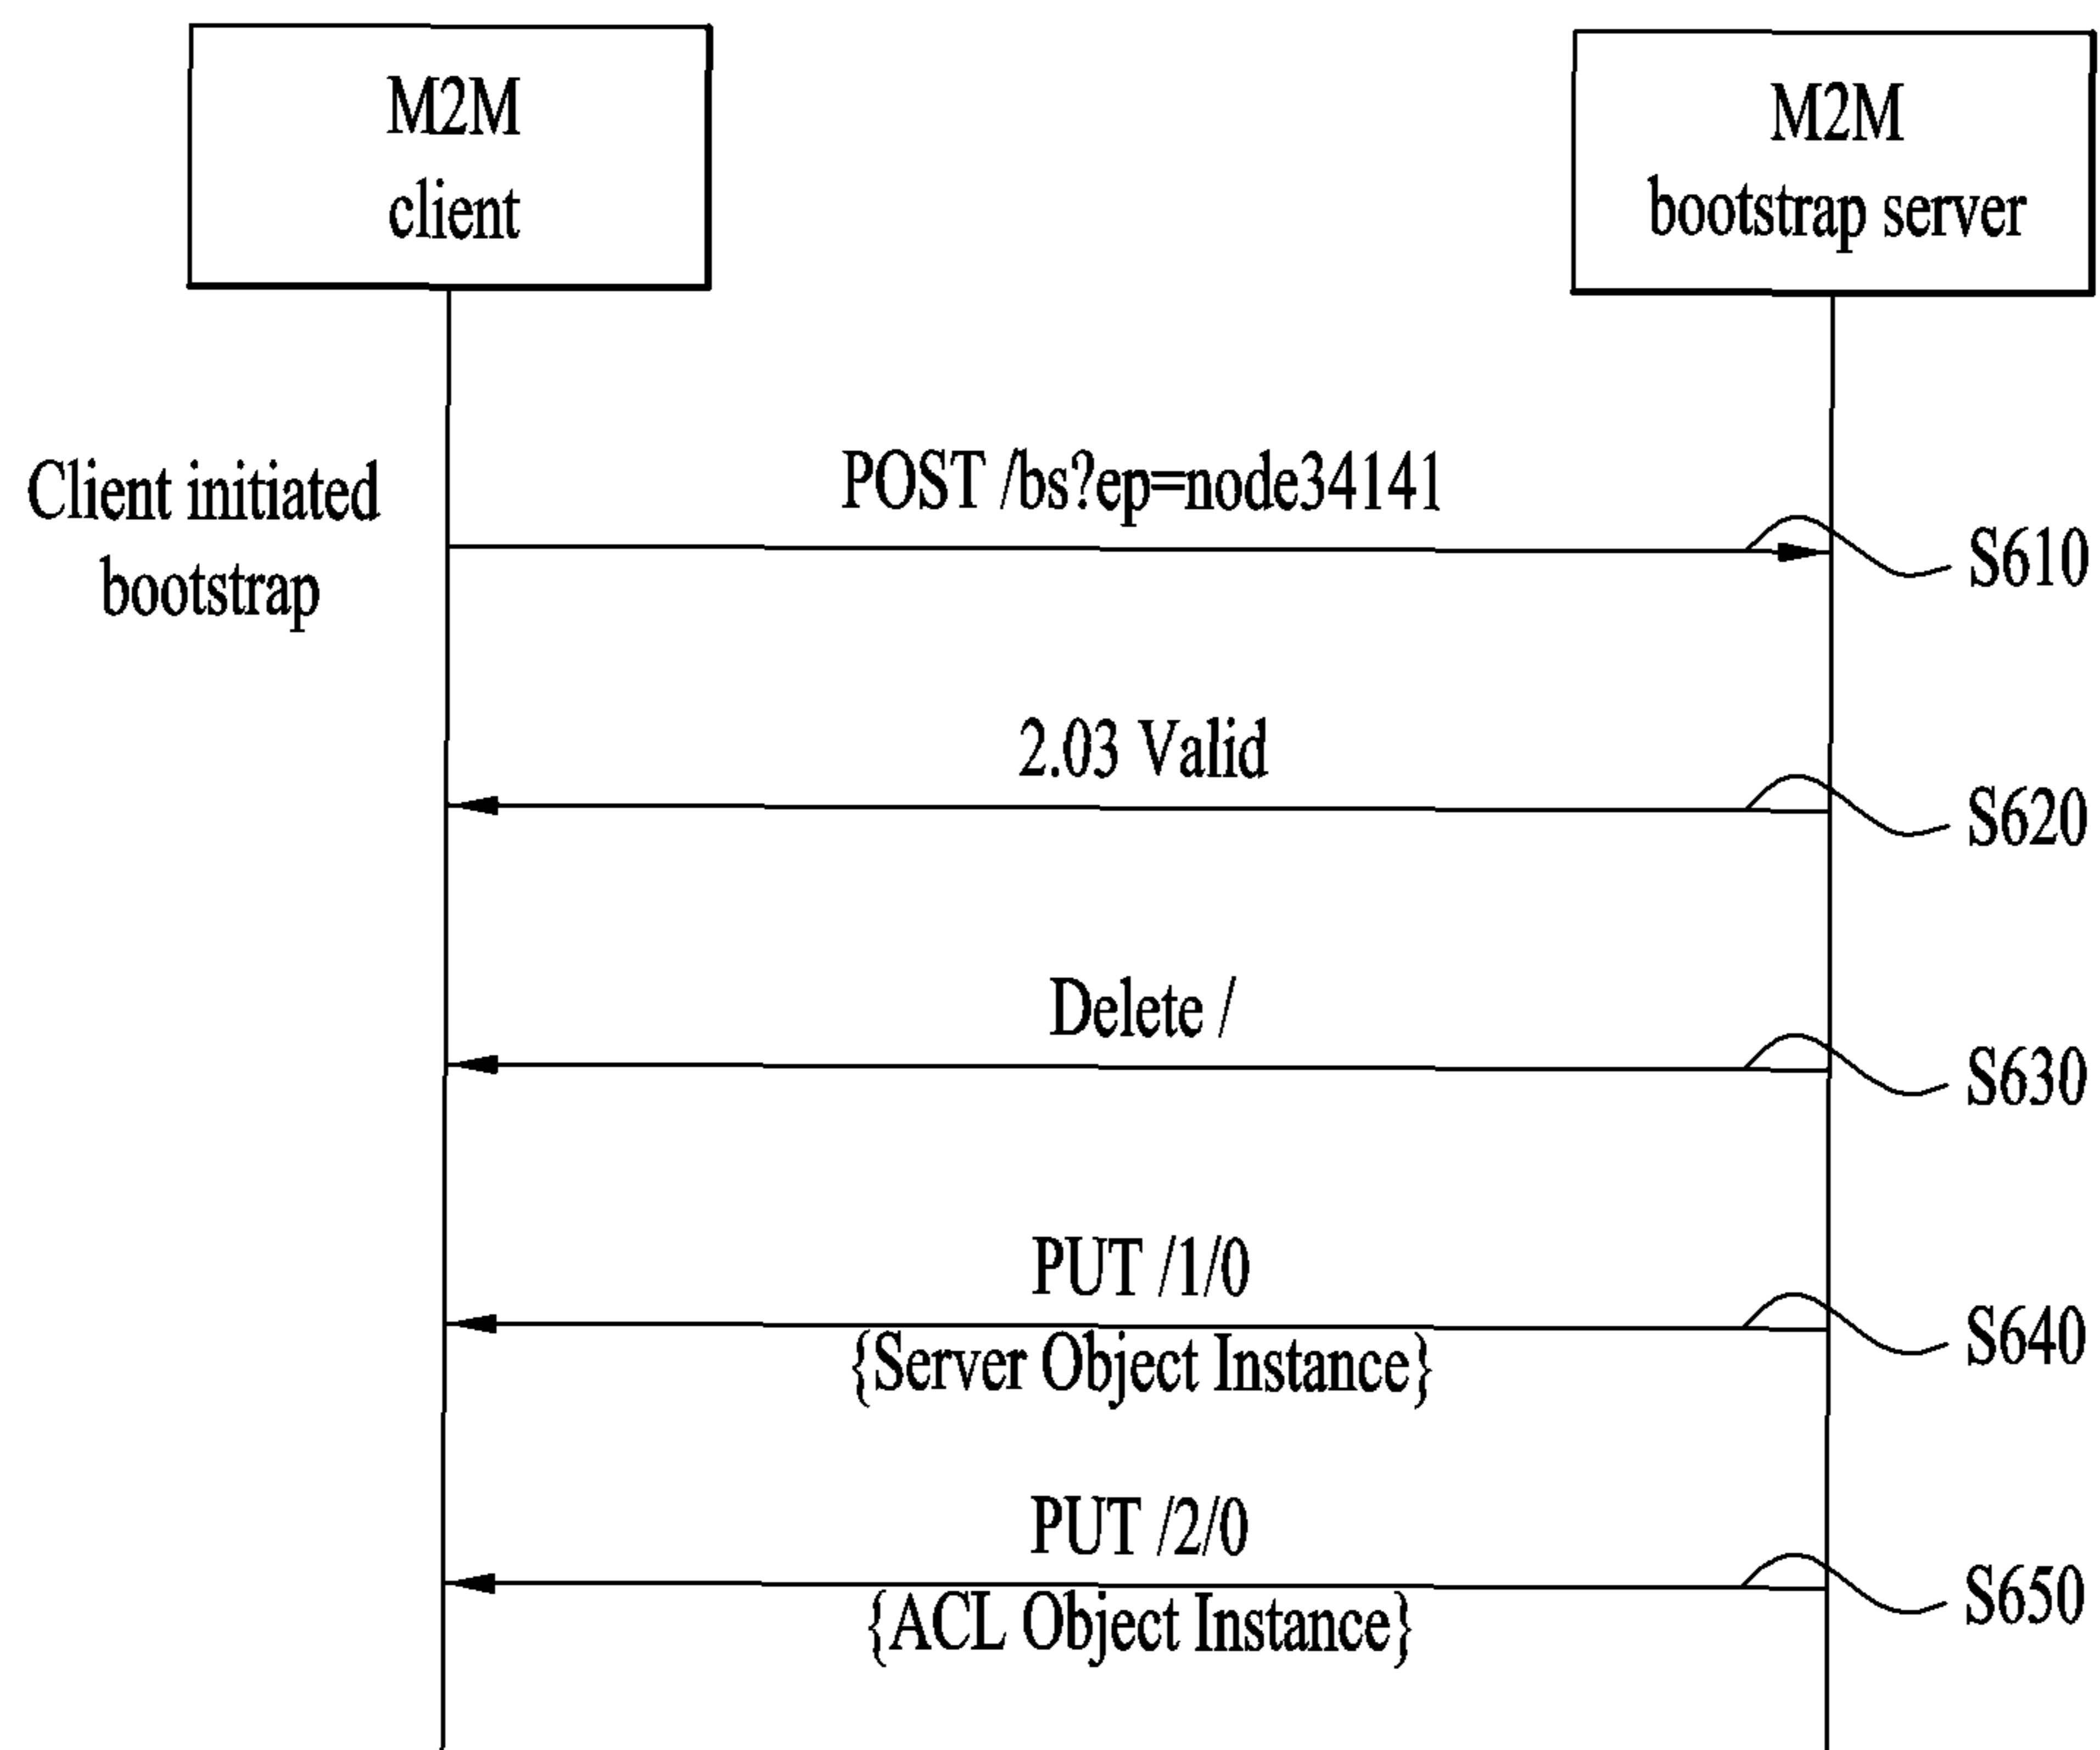 M2M
client
M2M
bootstrap server
Client initiated
bootstrap
POST /bs?ep=node34141
S610
2.03 Valid
S620
Delete /
S630
PUT /1/0
{Server Object Instance}
S640
PUT /2/0
{ACL Object Instance}
S650